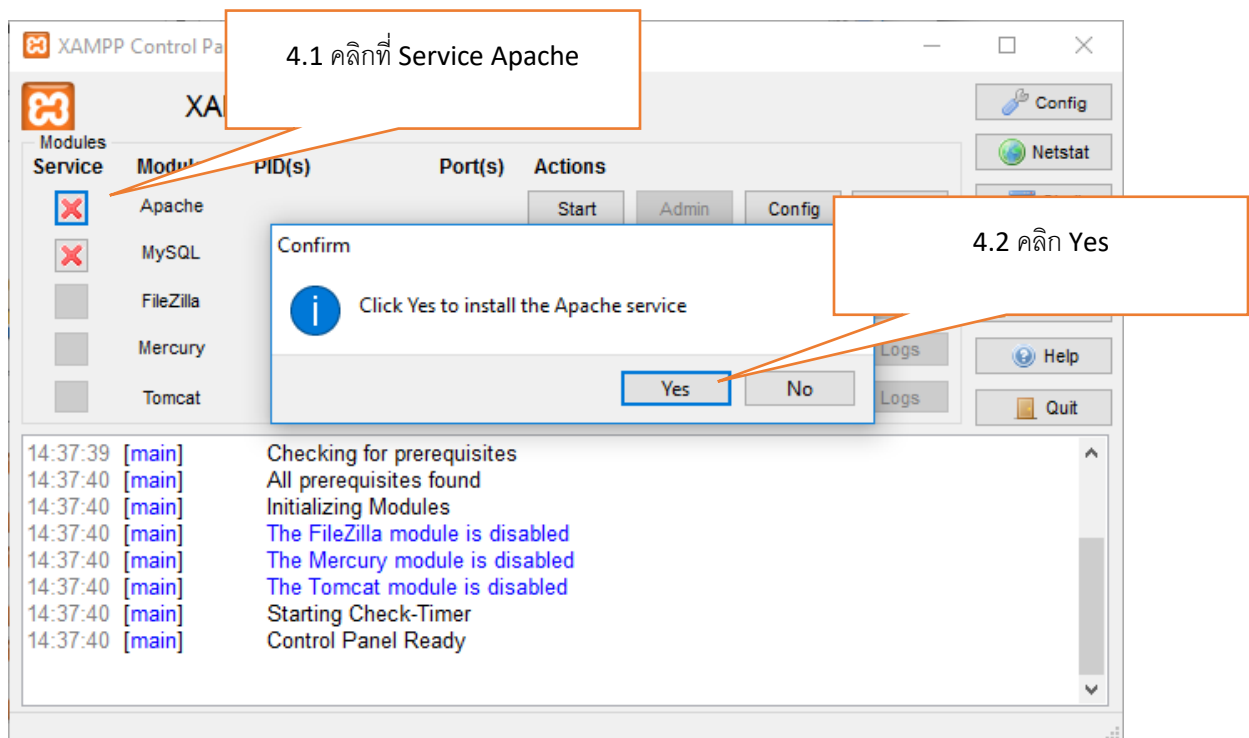 XAMPP Control Pa
4.1 คลิกที่ Service Apache
XA
Config
Modules
Netstat
Service Module PID(s) Port(s) Actions
Apache Start Admin Config
4.2 คลิก Yes
MySQL
Confirm
FileZilla
Click Yes to install the Apache service
Mercury Logs
Help
Yes No
Tomcat Logs
Quit
14:37:39 [main] Checking for prerequisites
14:37:40 [main] All prerequisites found
14:37:40 [main] Initializing Modules
14:37:40 [main] The FileZilla module is disabled
14:37:40 [main] The Mercury module is disabled
14:37:40 [main] The Tomcat module is disabled
14:37:40 [main] Starting Check-Timer
14:37:40 [main] Control Panel Ready